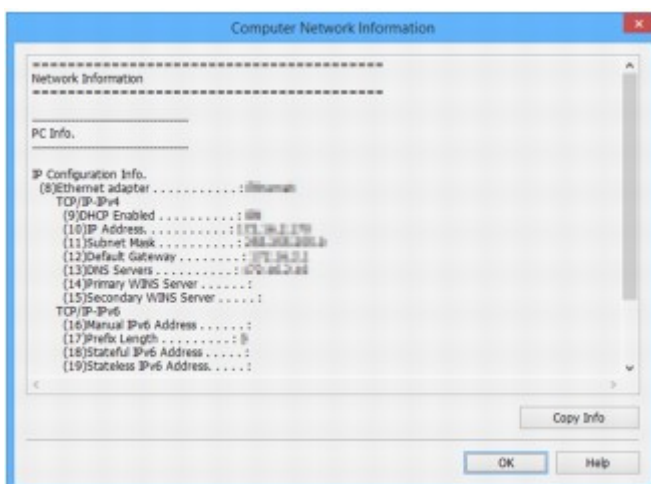 Computer Network Information
========================================
Network Information
========================================
PC Info.
IP Configuration Info.
(8)Ethernet adapter . . . . . . . . . . :
TCP/IP-IPv4
(9)DHCP Enabled . . . . . . . . . . :
(10)IP Address. . . . . . . . . . . :
(11)Subnet Mask . . . . . . . . . . :
(12)Default Gateway . . . . . . . . :
(13)DNS Servers . . . . . . . . . . :
(14)Primary WINS Server . . . . . . :
(15)Secondary WINS Server . . . . . :
TCP/IP-IPv6
(16)Manual IPv6 Address . . . . . . :
(17)Prefix Length . . . . . . . . . :
(18)Stateful IPv6 Address . . . . . :
(19)Stateless IPv6 Address. . . . . :
Copy Info
OK
Help